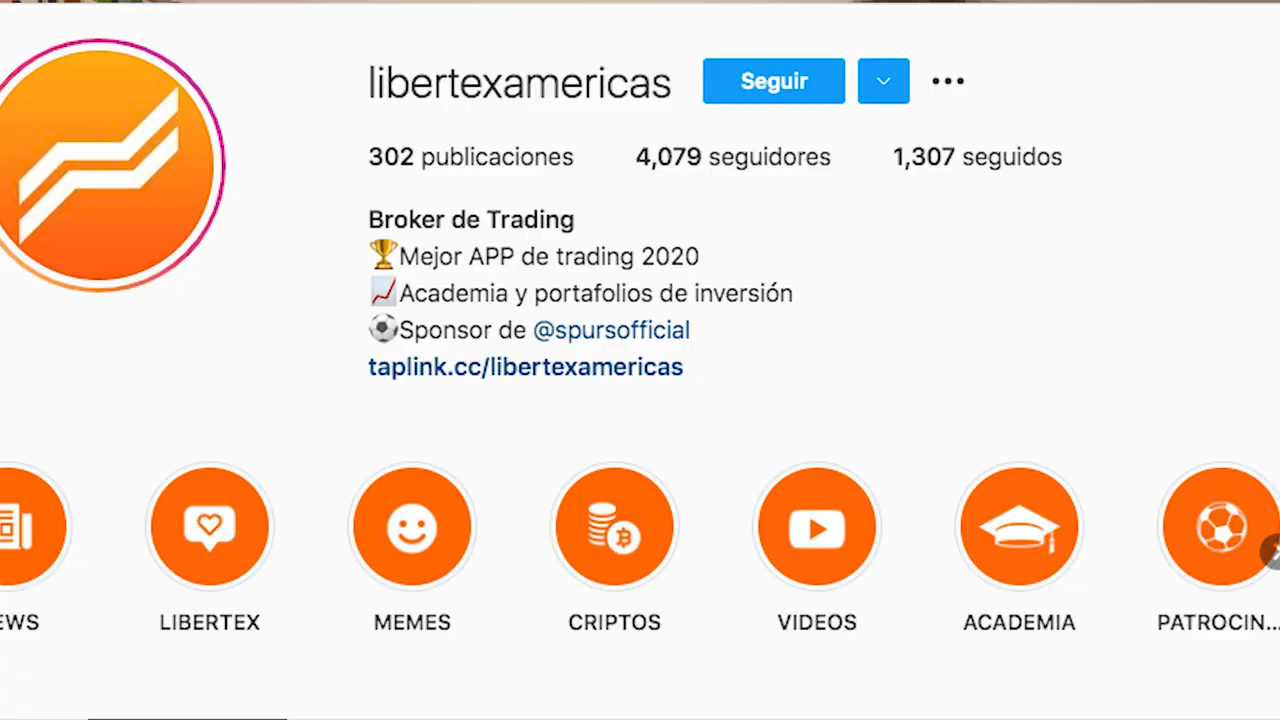 libertexamericas Seguir
302 publicaciones 4,079 seguidores 1,307 seguidos
Broker de Trading
🏆Mejor APP de trading 2020
📈Academia y portafolios de inversión
⚽Sponsor de @spursofficial
taplink.cc/libertexamericas
EWS LIBERTEX MEMES CRIPTOS VIDEOS ACADEMIA PATROCIN...